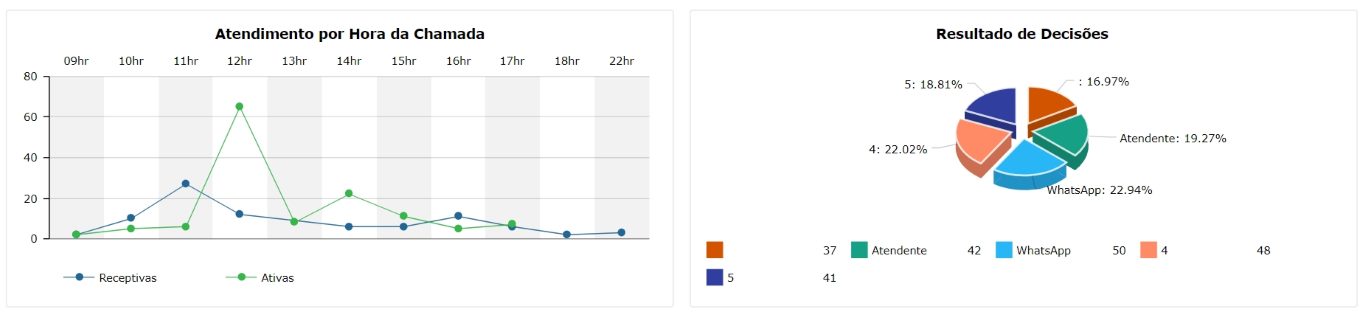 Atendimento por Hora da Chamada
09hr 10hr 11hr 12hr 13hr 14hr 15hr 16hr 17hr 18hr 22hr
80
60
40
20
0
Receptivas Ativas
Resultado de Decisões
5: 18.81% : 16.97%
Atendente: 19.27%
4: 22.02%
WhatsApp: 22.94%
37 Atendente 42 WhatsApp 50 4 48
5 41